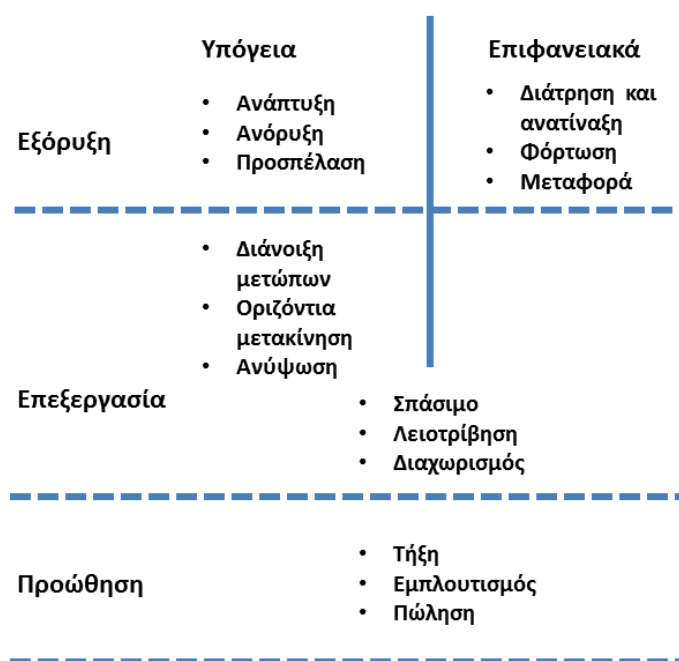 Υπόγεια
Επιφανειακά
Εξόρυξη
• Ανάπτυξη
• Ανόρυξη
• Προσπέλαση
• Διάτρηση και
ανατίναξη
• Φόρτωση
• Μεταφορά
• Διάνοιξη
μετώπων
• Οριζόντια
μετακίνηση
• Ανύψωση
Επεξεργασία
• Σπάσιμο
• Λειοτρίβηση
• Διαχωρισμός
Προώθηση
• Τήξη
• Εμπλουτισμός
• Πώληση